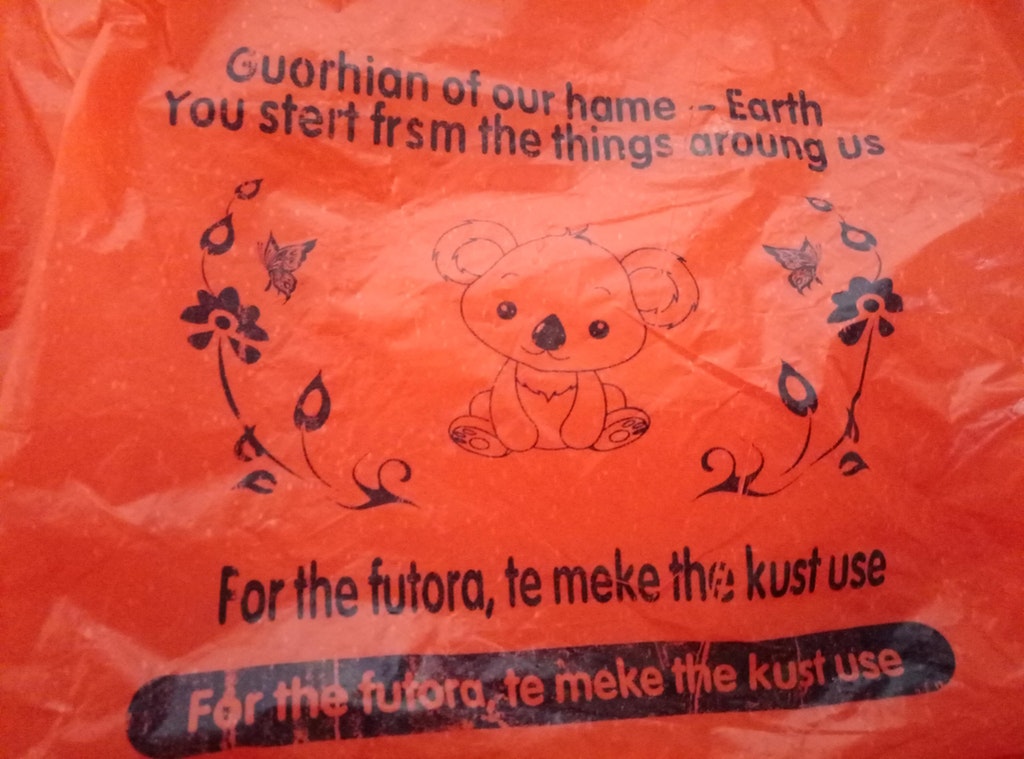 Guorhian of our hame -- Earth
You stert frsm the things aroung us
For the futora, te meke the kust use
For the futora, te meke the kust use